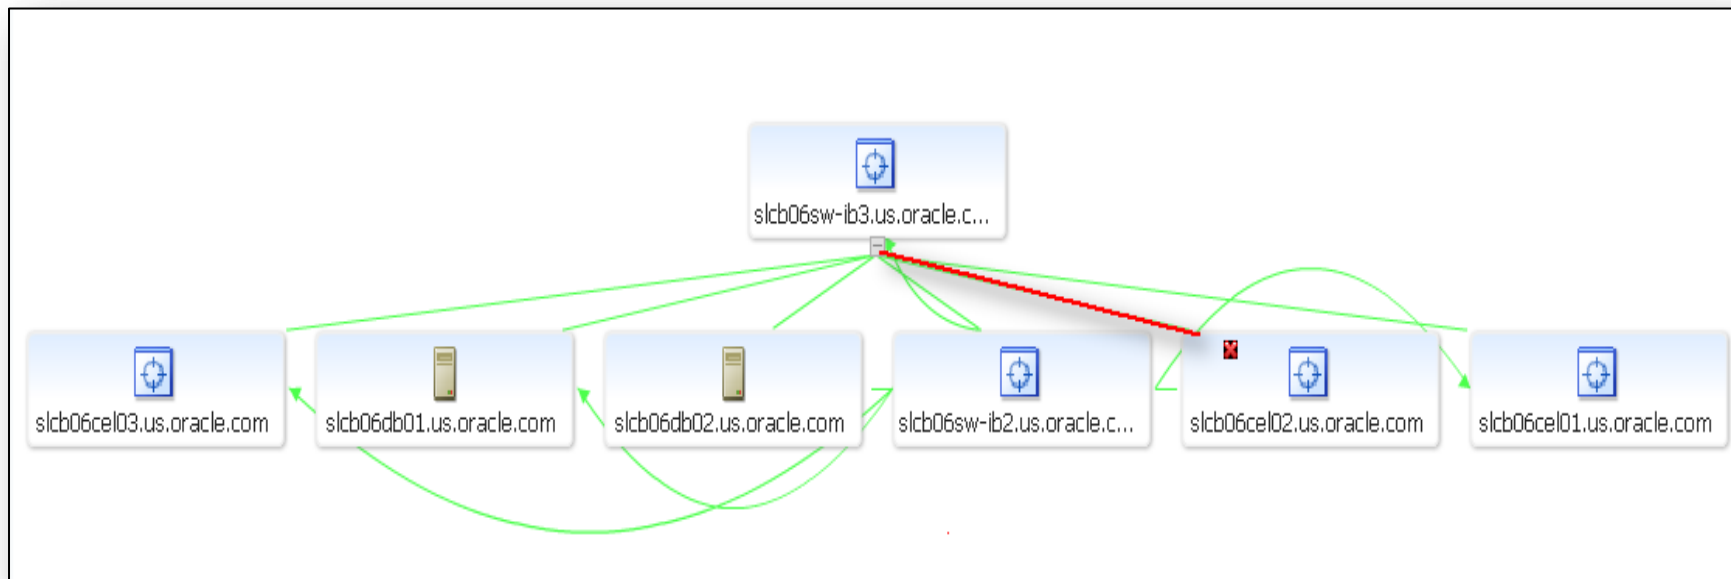 slcb06sw-ib3.us.oracle.c...
slcb06cel03.us.oracle.com
slcb06db01.us.oracle.com
slcb06db02.us.oracle.com
slcb06sw-ib2.us.oracle.c...
slcb06cel02.us.oracle.com
slcb06cel01.us.oracle.com